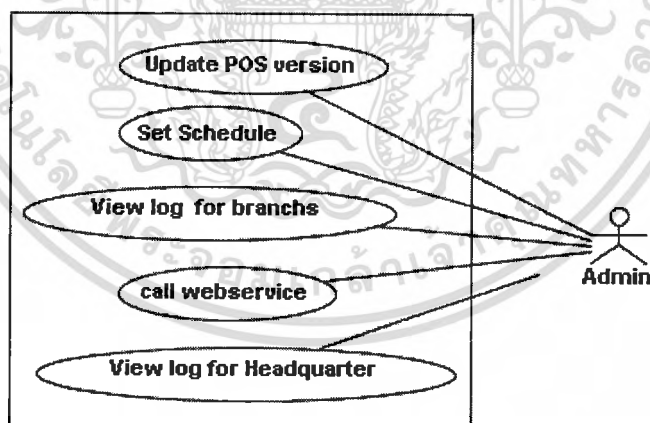 Update POS version
Set Schedule
View log for branchs
call webservice
View log for Headquarter
Admin